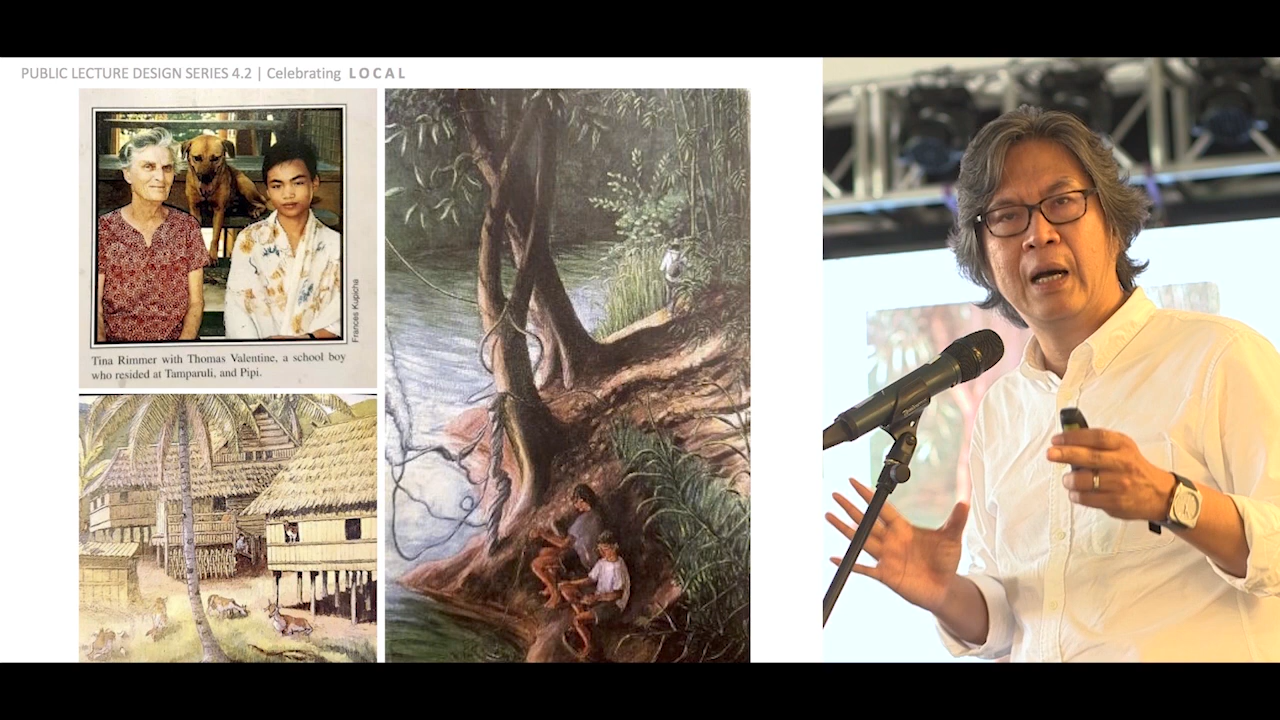 PUBLIC LECTURE DESIGN SERIES 4.2 | Celebrating LOCAL
Frances Kupicha
Tina Rimmer with Thomas Valentine, a school boy
who resided at Tamparuli, and Pipi.